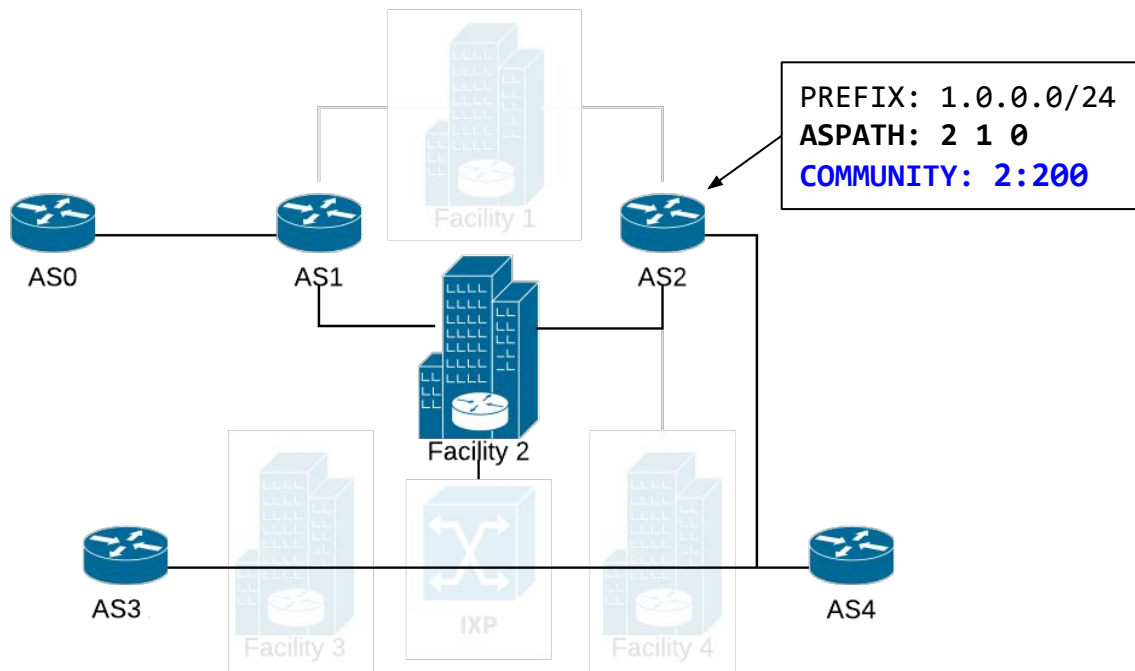 PREFIX: 1.0.0.0/24
ASPATH: 2 1 0
COMMUNITY: 2:200
Facility 1
AS0
AS1
AS2
Facility 2
AS3
Facility 3
IXP
Facility 4
AS4